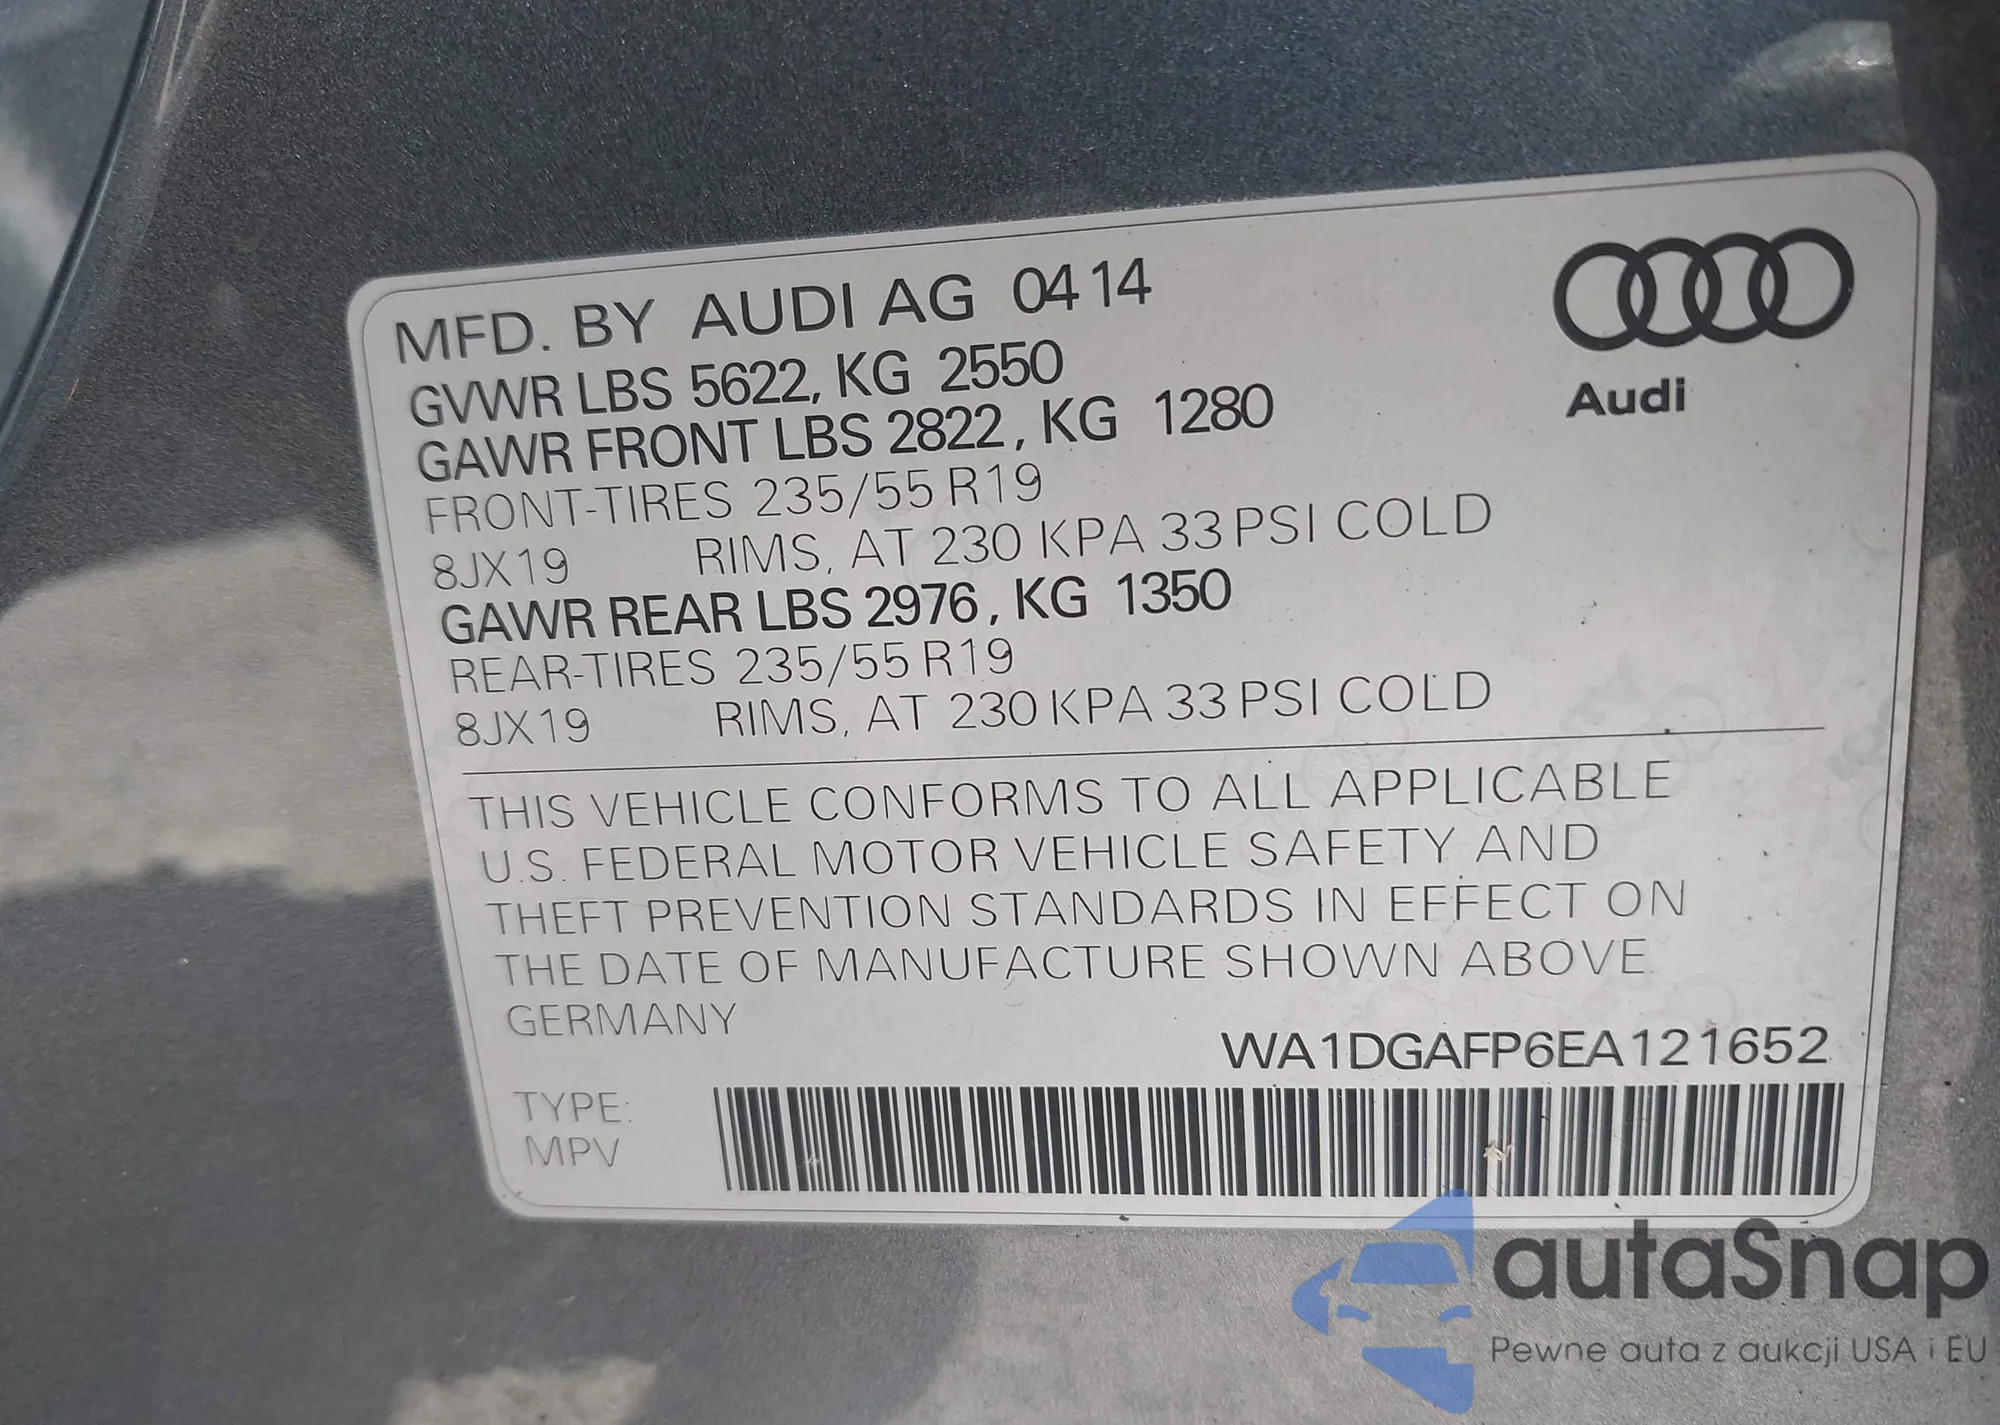 MFD. BY AUDI AG 0414
GVWR LBS 5622, KG 2550
GAWR FRONT LBS 2822, KG 1280
FRONT-TIRES 235/55 R19
8JX19 RIMS, AT 230 KPA 33 PSI COLD
GAWR REAR LBS 2976, KG 1350
REAR-TIRES 235/55 R19
8JX19 RIMS, AT 230 KPA 33 PSI COLD
Audi
THIS VEHICLE CONFORMS TO ALL APPLICABLE
U.S. FEDERAL MOTOR VEHICLE SAFETY AND
THEFT PREVENTION STANDARDS IN EFFECT ON
THE DATE OF MANUFACTURE SHOWN ABOVE.
GERMANY
WA1DGAFP6EA121652
TYPE:
MPV
autaSnap
Pewne auta z aukcji USA i EU